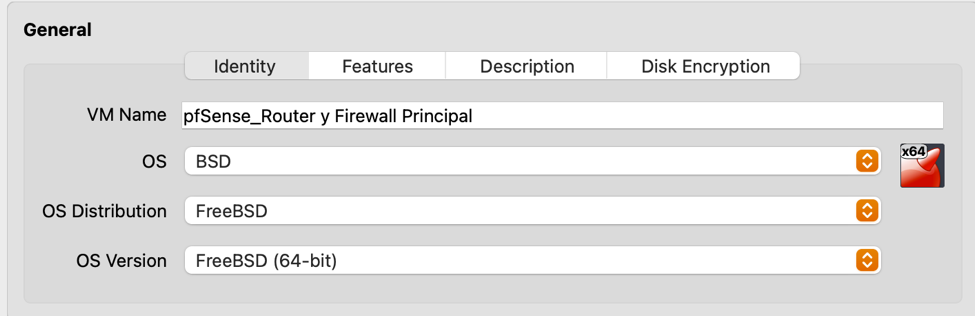 General
Identity Features Description Disk Encryption
VM Name pfSense_Router y Firewall Principal
OS BSD x64
OS Distribution FreeBSD
OS Version FreeBSD (64-bit)